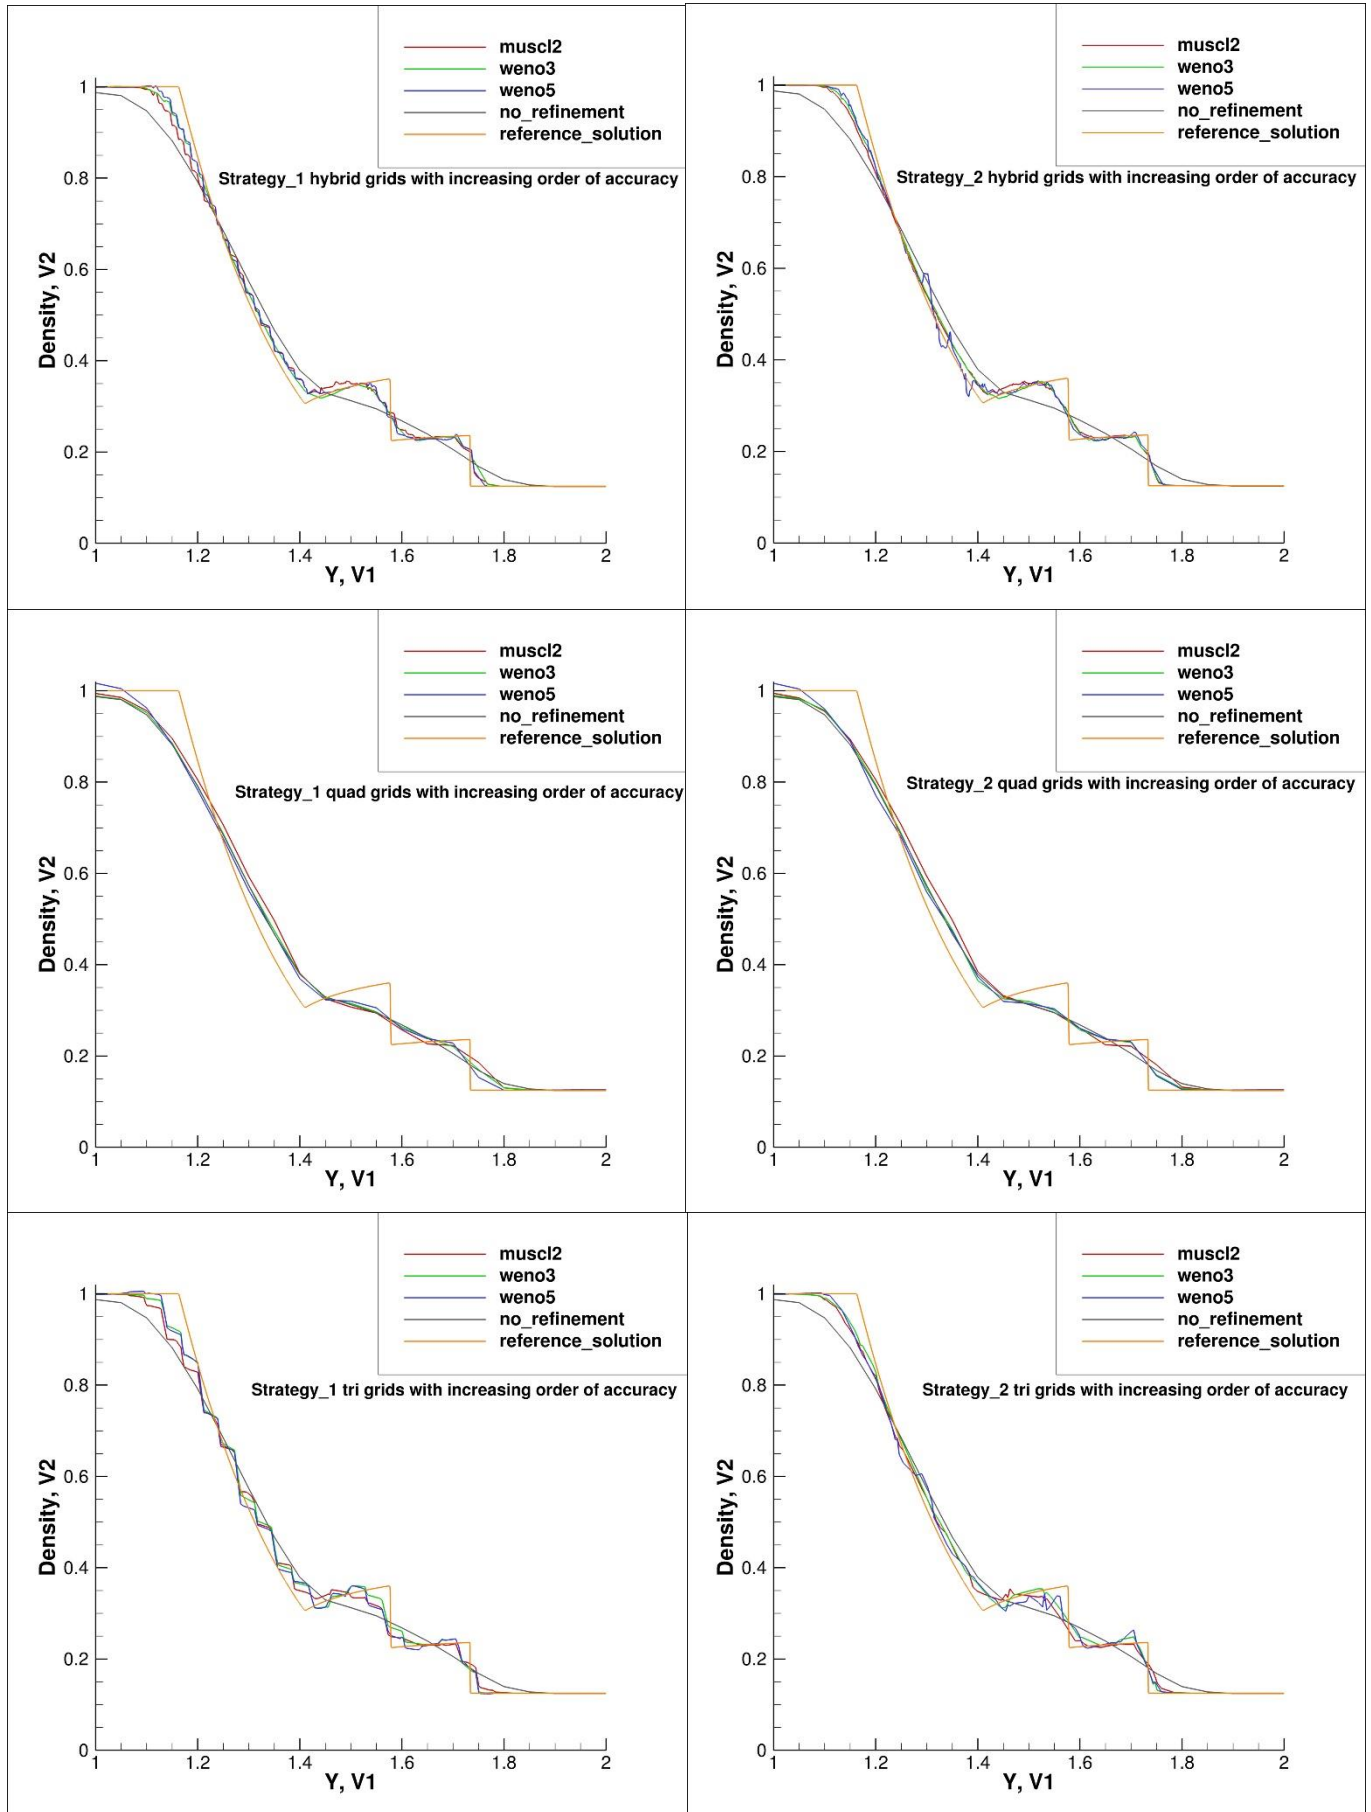 muscl2
weno3
weno5
no_refinement
reference_solution
Strategy_1 hybrid grids with increasing order of accuracy
Density, V2
1
0.8
0.6
0.4
0.2
0
1 1.2 1.4 1.6 1.8 2
Y, V1
muscl2
weno3
weno5
no_refinement
reference_solution
Strategy_2 hybrid grids with increasing order of accuracy
Density, V2
1
0.8
0.6
0.4
0.2
0
1 1.2 1.4 1.6 1.8 2
Y, V1
muscl2
weno3
weno5
no_refinement
reference_solution
Strategy_1 quad grids with increasing order of accuracy
Density, V2
1
0.8
0.6
0.4
0.2
0
1 1.2 1.4 1.6 1.8 2
Y, V1
muscl2
weno3
weno5
no_refinement
reference_solution
Strategy_2 quad grids with increasing order of accuracy
Density, V2
1
0.8
0.6
0.4
0.2
0
1 1.2 1.4 1.6 1.8 2
Y, V1
muscl2
weno3
weno5
no_refinement
reference_solution
Strategy_1 tri grids with increasing order of accuracy
Density, V2
1
0.8
0.6
0.4
0.2
0
1 1.2 1.4 1.6 1.8 2
Y, V1
muscl2
weno3
weno5
no_refinement
reference_solution
Strategy_2 tri grids with increasing order of accuracy
Density, V2
1
0.8
0.6
0.4
0.2
0
1 1.2 1.4 1.6 1.8 2
Y, V1